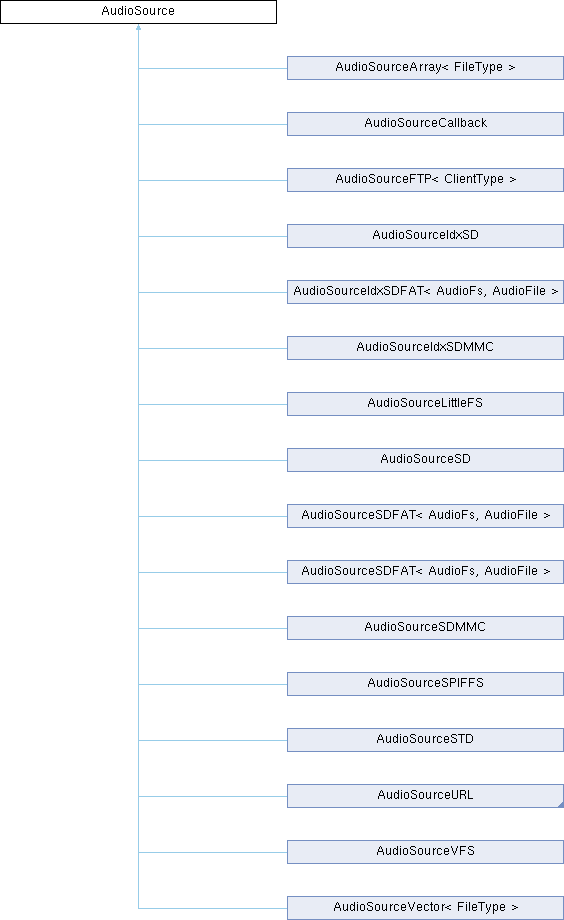 AudioSource
AudioSourceArray< FileType >
AudioSourceCallback
AudioSourceFTP< ClientType >
AudioSourceIdxSD
AudioSourceIdxSDFAT< AudioFs, AudioFile >
AudioSourceIdxSDMMC
AudioSourceLittleFS
AudioSourceSD
AudioSourceSDFAT< AudioFs, AudioFile >
AudioSourceSDFAT< AudioFs, AudioFile >
AudioSourceSDMMC
AudioSourceSPIFFS
AudioSourceSTD
AudioSourceURL
AudioSourceVFS
AudioSourceVector< FileType >